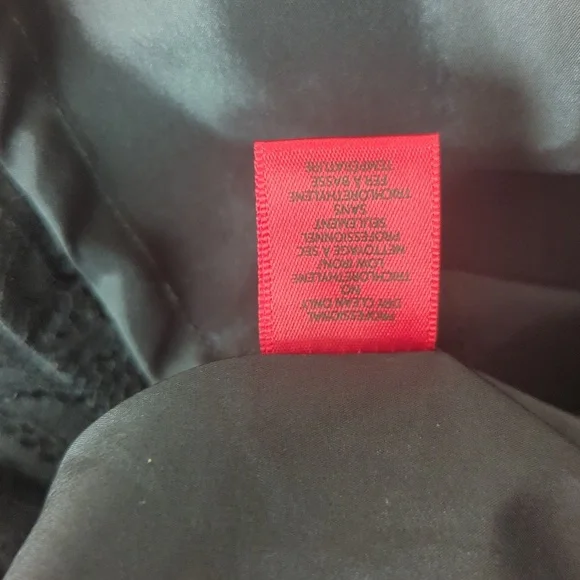 PROFESSIONAL
DRY CLEAN ONLY
NO
TRICHLORETHYLENE
LOW IRON
NETTOYAGE À SEC
PROFESSIONNEL
SEULEMENT
SANS
TRICHLORETHYLENE
FER À BASSE
TEMPERATURE